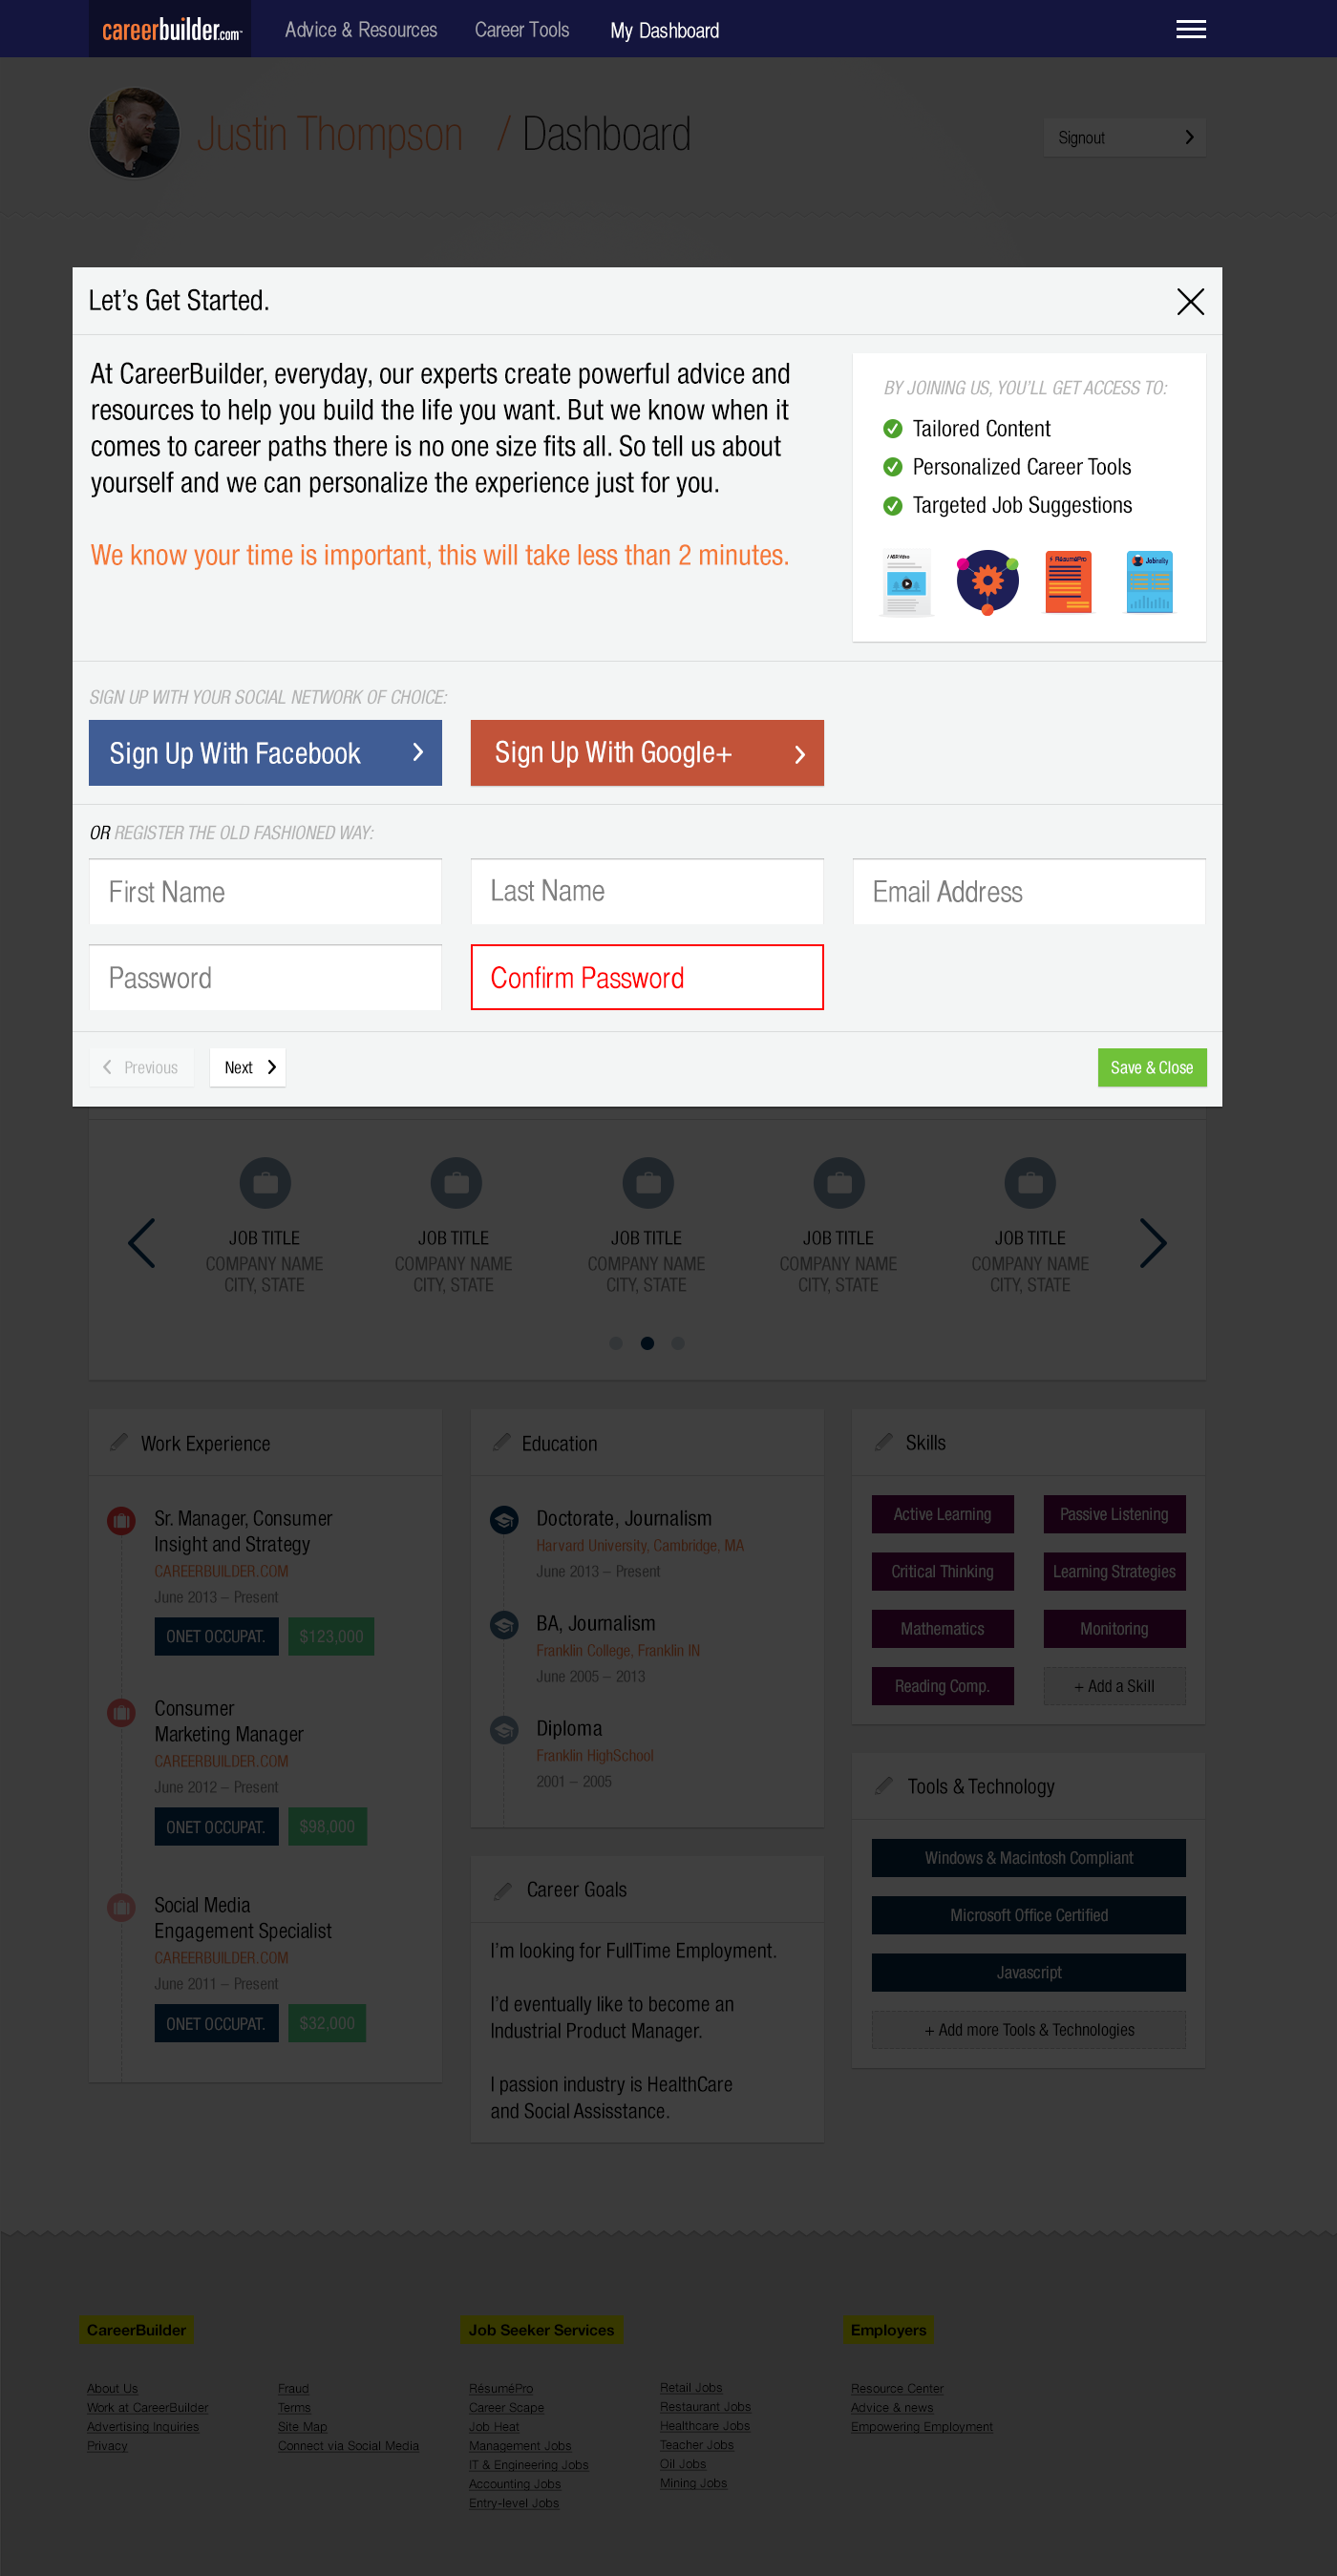 careerbuilder.com
Advice & Resources
Career Tools
My Dashboard
Justin Thompson / Dashboard
Signout
Let's Get Started.
At CareerBuilder, everyday, our experts create powerful advice and
resources to help you build the life you want. But we know when it
comes to career paths there is no one size fits all. So tell us about
yourself and we can personalize the experience just for you.
We know your time is important, this will take less than 2 minutes.
BY JOINING US, YOU'LL GET ACCESS TO:
Tailored Content
Personalized Career Tools
Targeted Job Suggestions
RésuméPro
SIGN UP WITH YOUR SOCIAL NETWORK OF CHOICE:
Sign Up With Facebook
Sign Up With Google+
OR REGISTER THE OLD FASHIONED WAY:
First Name
Last Name
Email Address
Password
Confirm Password
Previous
Next
Save & Close
JOB TITLE
COMPANY NAME
CITY, STATE
JOB TITLE
COMPANY NAME
CITY, STATE
JOB TITLE
COMPANY NAME
CITY, STATE
JOB TITLE
COMPANY NAME
CITY, STATE
JOB TITLE
COMPANY NAME
CITY, STATE
Work Experience
Sr. Manager, Consumer
Insight and Strategy
CAREERBUILDER.COM
June 2013 – Present
ONET OCCUPAT.
$123,000
Consumer
Marketing Manager
CAREERBUILDER.COM
June 2012 – Present
ONET OCCUPAT.
$98,000
Social Media
Engagement Specialist
CAREERBUILDER.COM
June 2011 – Present
ONET OCCUPAT.
$32,000
Education
Doctorate, Journalism
Harvard University, Cambridge, MA
June 2013 – Present
BA, Journalism
Franklin College, Franklin IN
June 2005 – 2013
Diploma
Franklin HighSchool
2001 – 2005
Career Goals
I'm looking for FullTime Employment.
I'd eventually like to become an
Industrial Product Manager.
I passion industry is HealthCare
and Social Assisstance.
Skills
Active Learning
Passive Listening
Critical Thinking
Learning Strategies
Mathematics
Monitoring
Reading Comp.
+ Add a Skill
Tools & Technology
Windows & Macintosh Compliant
Microsoft Office Certified
Javascript
+ Add more Tools & Technologies
CareerBuilder
About Us
Work at CareerBuilder
Advertising Inquiries
Privacy
Fraud
Terms
Site Map
Connect via Social Media
Job Seeker Services
RésuméPro
Career Scape
Job Heat
Management Jobs
IT & Engineering Jobs
Accounting Jobs
Entry-level Jobs
Retail Jobs
Restaurant Jobs
Healthcare Jobs
Teacher Jobs
Oil Jobs
Mining Jobs
Employers
Resource Center
Advice & news
Empowering Employment